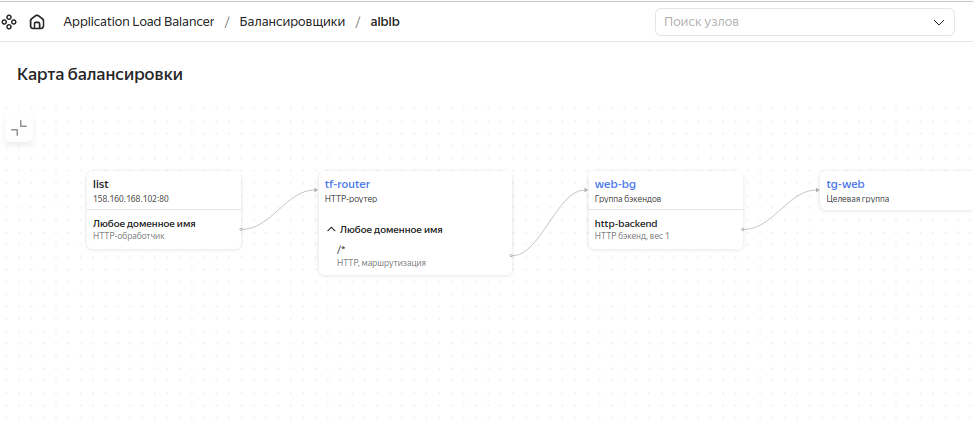 Application Load Balancer / Балансировщики / alblb
Поиск узлов
Карта балансировки
list
158.160.168.102:80
Любое доменное имя
HTTP-обработчик
tf-router
HTTP-роутер
Любое доменное имя
/*
HTTP, маршрутизация
web-bg
Группа бэкендов
http-backend
HTTP бэкенд, вес 1
tg-web
Целевая группа